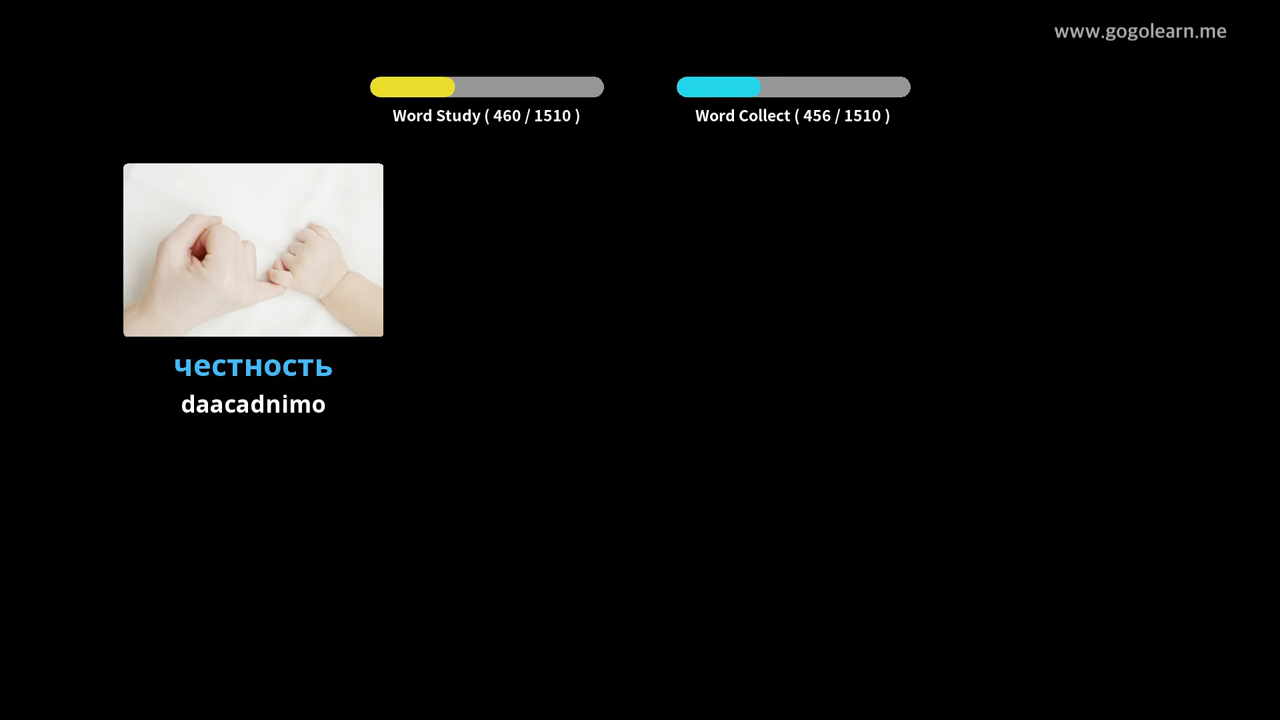 www.gogolearn.me
Word Study ( 460 / 1510 )
Word Collect ( 456 / 1510 )
честность
daacadnimo